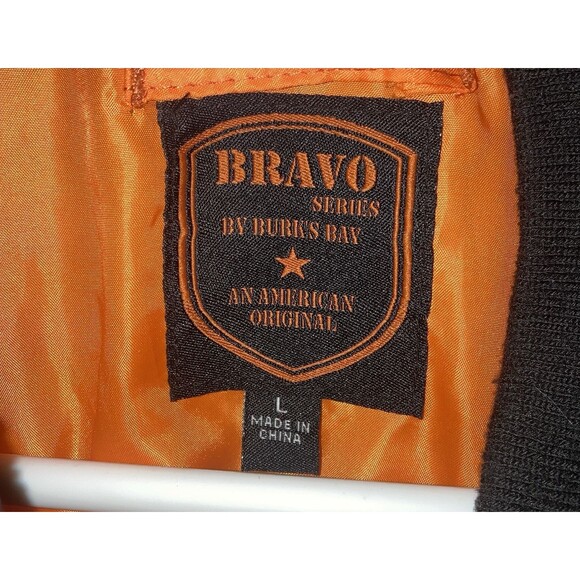 BRAVO
SERIES
BY BURK'S BAY
AN AMERICAN
ORIGINAL
L
MADE IN
CHINA